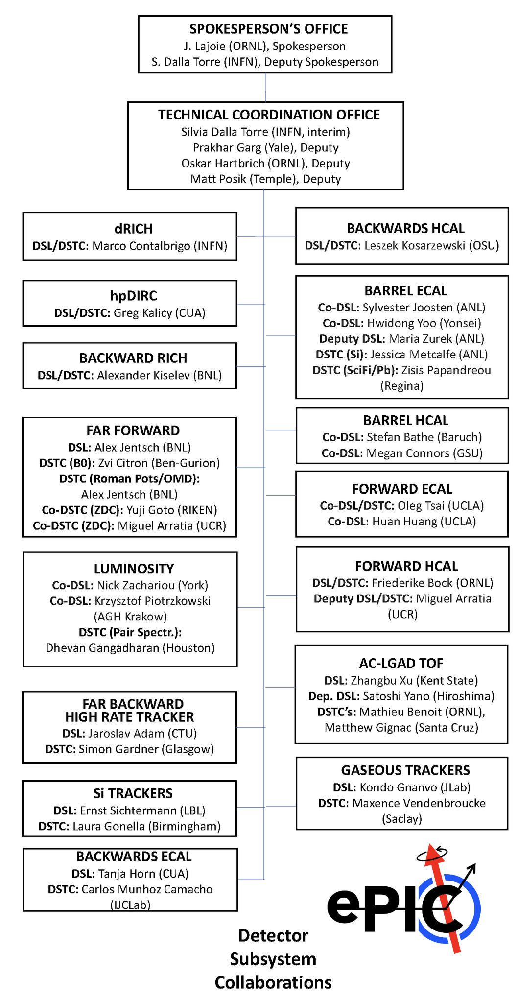 SPOKESPERSON’S OFFICE
J. Lajoie (ORNL), Spokesperson
S. Dalla Torre (INFN), Deputy Spokesperson
TECHNICAL COORDINATION OFFICE
Silvia Dalla Torre (INFN, interim)
Prakhar Garg (Yale), Deputy
Oskar Hartbrich (ORNL), Deputy
Matt Posik (Temple), Deputy
dRICH
DSL/DSTC: Marco Contalbrigo (INFN)
hpDIRC
DSL/DSTC: Greg Kalicy (CUA)
BACKWARD RICH
DSL/DSTC: Alexander Kiselev (BNL)
FAR FORWARD
DSL: Alex Jentsch (BNL)
DSTC (B0): Zvi Citron (Ben-Gurion)
DSTC (Roman Pots/OMD):
Alex Jentsch (BNL)
Co-DSTC (ZDC): Yuji Goto (RIKEN)
Co-DSTC (ZDC): Miguel Arratia (UCR)
LUMINOSITY
Co-DSL: Nick Zachariou (York)
Co-DSL: Krzysztof Piotrzkowski
(AGH Krakow)
DSTC (Pair Spectr.):
Dhevan Gangadharan (Houston)
FAR BACKWARD
HIGH RATE TRACKER
DSL: Jaroslav Adam (CTU)
DSTC: Simon Gardner (Glasgow)
Si TRACKERS
DSL: Ernst Sichtermann (LBL)
DSTC: Laura Gonella (Birmingham)
BACKWARDS ECAL
DSL: Tanja Horn (CUA)
DSTC: Carlos Munhoz Camacho
(IJCLab)
BACKWARDS HCAL
DSL/DSTC: Leszek Kosarzewski (OSU)
BARREL ECAL
Co-DSL: Sylvester Joosten (ANL)
Co-DSL: Hwidong Yoo (Yonsei)
Deputy DSL: Maria Zurek (ANL)
DSTC (Si): Jessica Metcalfe (ANL)
DSTC (SciFi/Pb): Zisis Papandreou
(Regina)
BARREL HCAL
Co-DSL: Stefan Bathe (Baruch)
Co-DSL: Megan Connors (GSU)
FORWARD ECAL
Co-DSL/DSTC: Oleg Tsai (UCLA)
Co-DSL: Huan Huang (UCLA)
FORWARD HCAL
DSL/DSTC: Friederike Bock (ORNL)
Deputy DSL/DSTC: Miguel Arratia
(UCR)
AC-LGAD TOF
DSL: Zhangbu Xu (Kent State)
Dep. DSL: Satoshi Yano (Hiroshima)
DSTC’s: Mathieu Benoit (ORNL),
Matthew Gignac (Santa Cruz)
GASEOUS TRACKERS
DSL: Kondo Gnanvo (JLab)
DSTC: Maxence Vendenbroucke
(Saclay)
ePIC
Detector
Subsystem
Collaborations